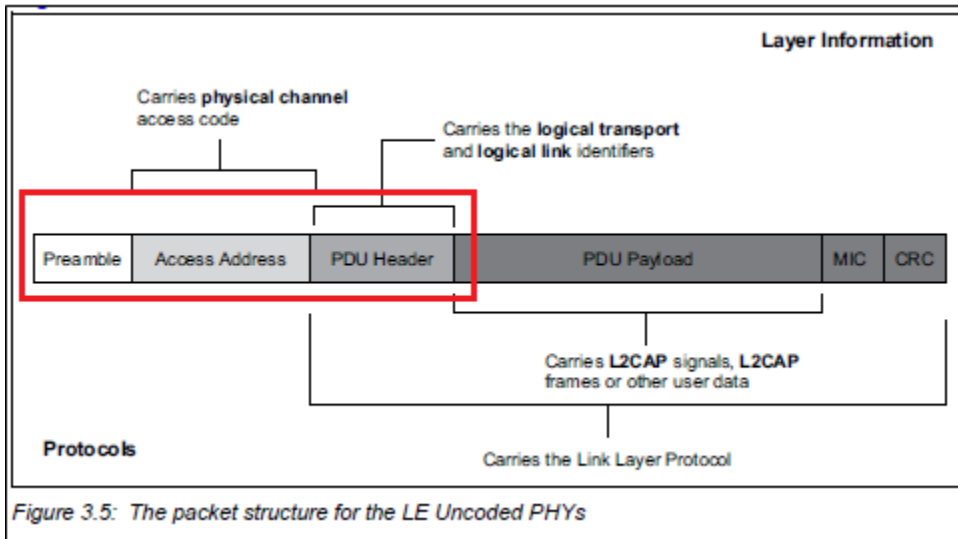 Layer Information
Carries physical channel
access code
Carries the logical transport
and logical link identifiers
Preamble
Access Address
PDU Header
PDU Payload
MIC
CRC
Carries L2CAP signals, L2CAP
frames or other user data
Protocols
Carries the Link Layer Protocol
Figure 3.5: The packet structure for the LE Uncoded PHYs